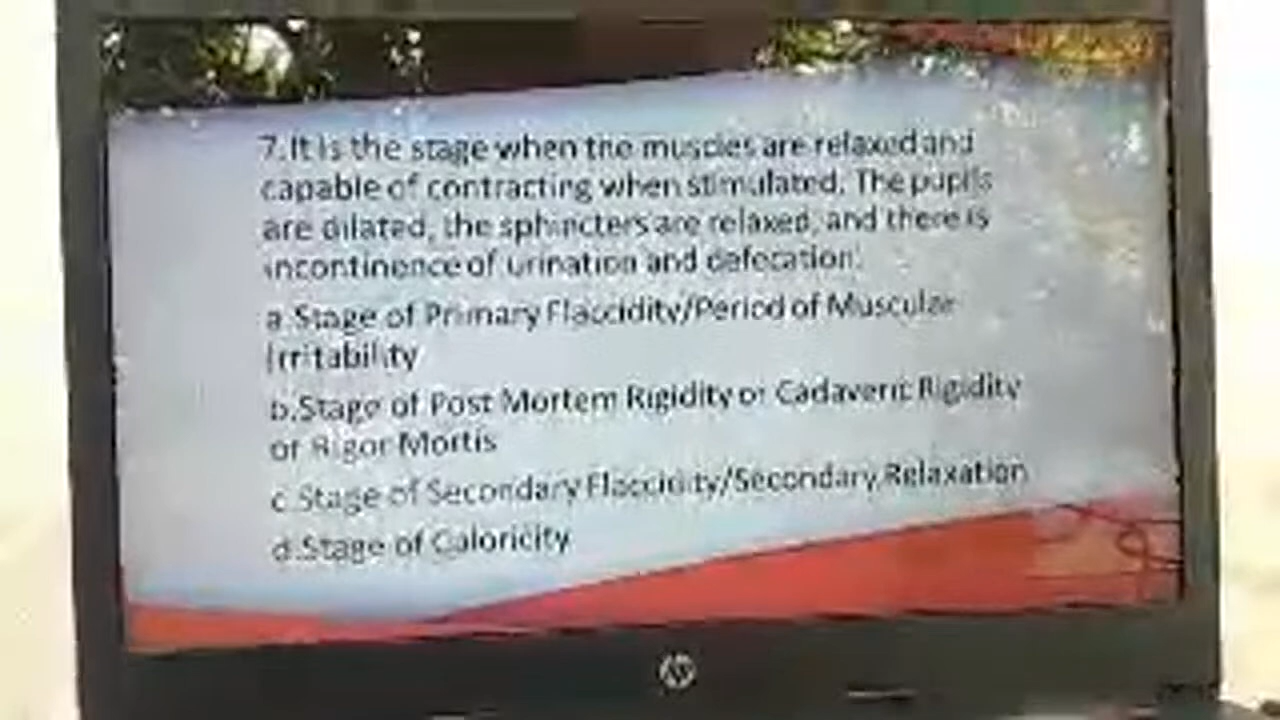 7.It is the stage when the muscles are relaxed and
capable of contracting when stimulated. The pupils
are dilated, the sphincters are relaxed, and there is
incontinence of urination and defecation.
a.Stage of Primary Flaccidity/Period of Muscular
Irritability
b.Stage of Post Mortem Rigidity or Cadaveric Rigidity
or Rigor Mortis
c.Stage of Secondary Flaccidity/Secondary Relaxation
d.Stage of Caloricity
hp